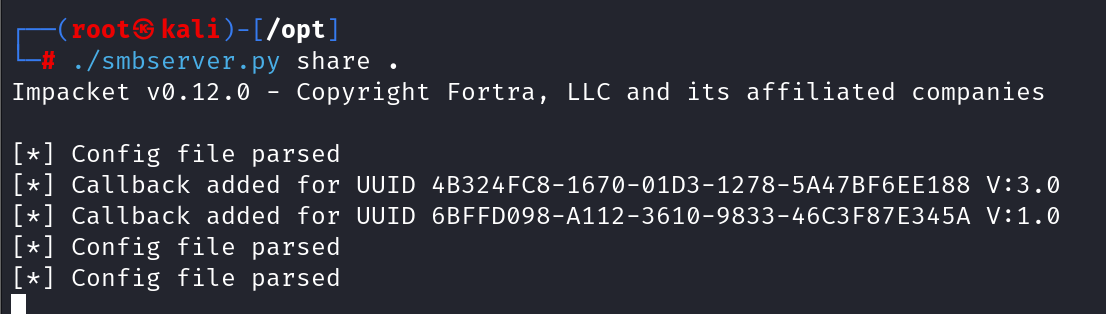 ┌──(root㉿kali)-[/opt]
└─# ./smbserver.py share .
Impacket v0.12.0 - Copyright Fortra, LLC and its affiliated companies

[*] Config file parsed
[*] Callback added for UUID 4B324FC8-1670-01D3-1278-5A47BF6EE188 V:3.0
[*] Callback added for UUID 6BFFD098-A112-3610-9833-46C3F87E345A V:1.0
[*] Config file parsed
[*] Config file parsed